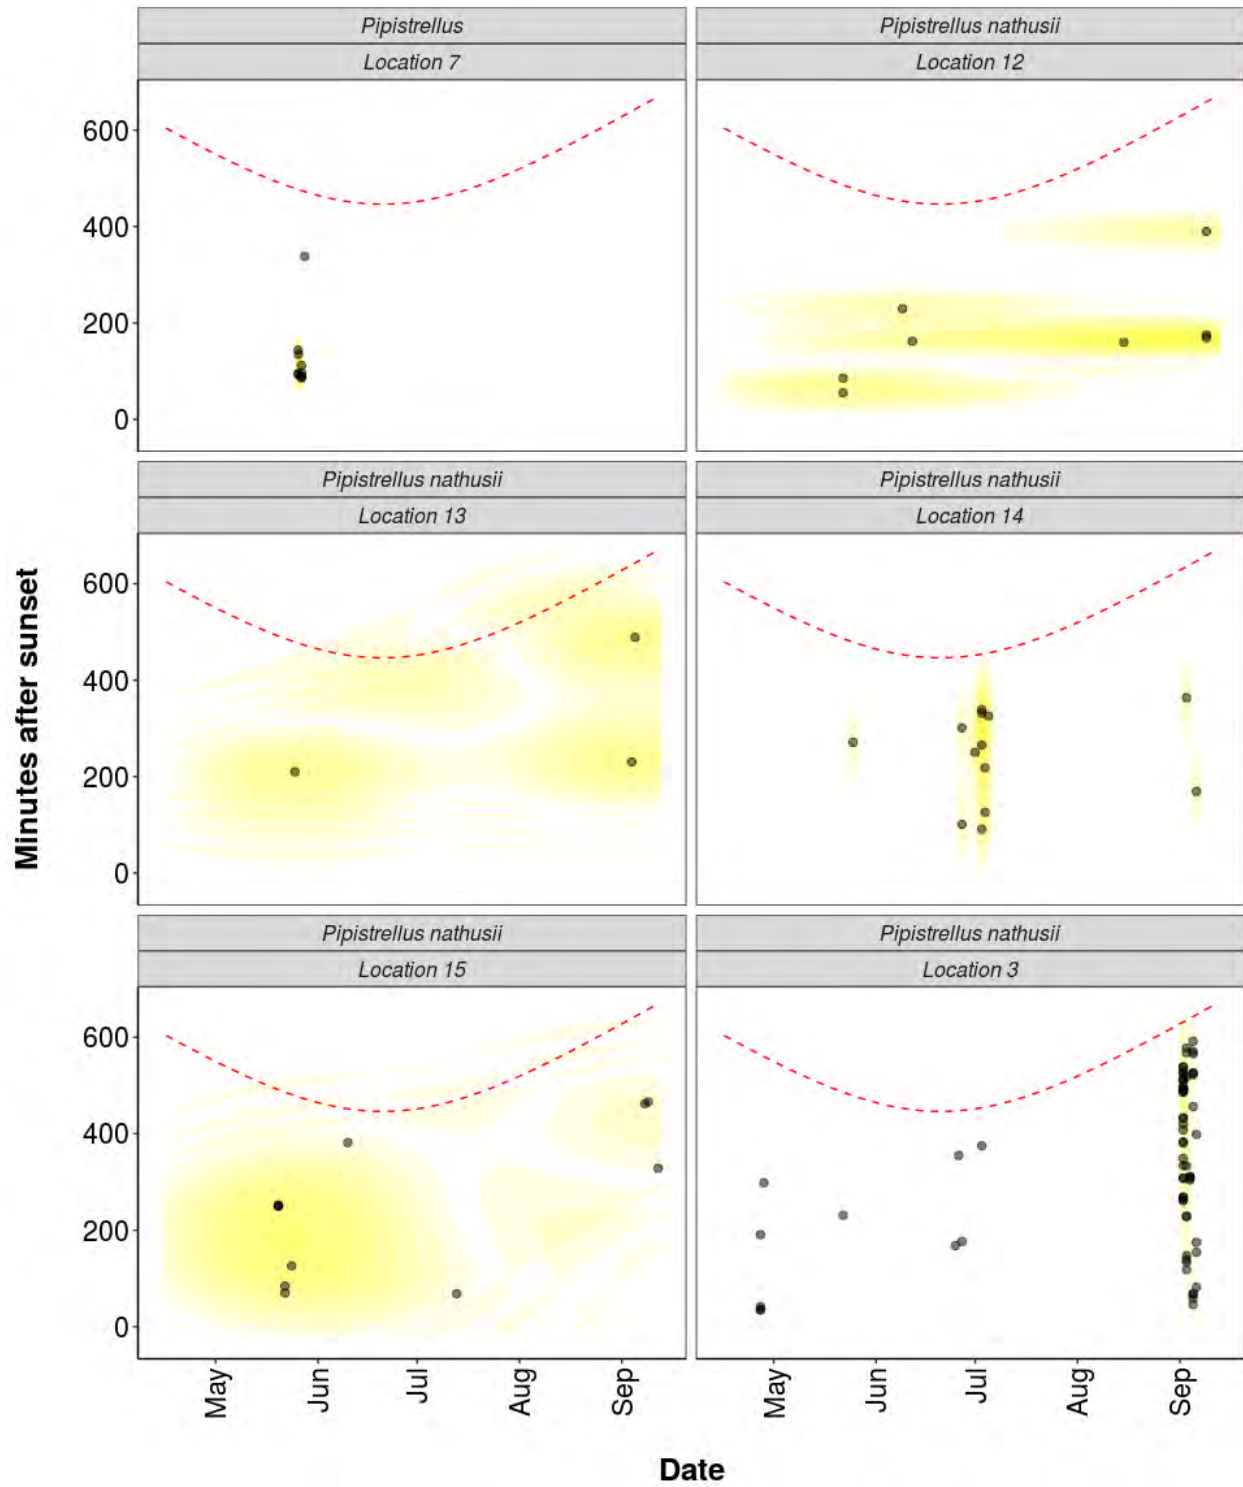 Pipistrellus
Pipistrellus nathusii
Location 7
Location 12
600
400
200
0
Pipistrellus nathusii
Pipistrellus nathusii
Location 13
Location 14
600
400
200
0
Pipistrellus nathusii
Pipistrellus nathusii
Location 15
Location 3
600
400
200
0
Minutes after sunset
May
Jun
Jul
Aug
Sep
May
Jun
Jul
Aug
Sep
Date